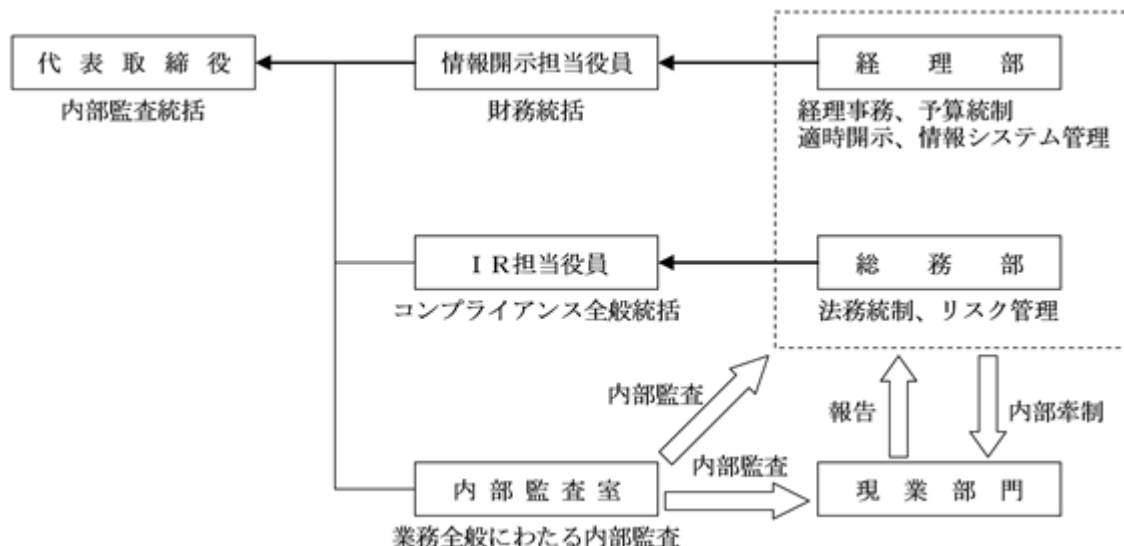 代表取締役
内部監査統括
情報開示担当役員
財務統括
経理部
経理事務、予算統制
適時開示、情報システム管理
ＩＲ担当役員
コンプライアンス全般統括
総務部
法務統制、リスク管理
内部監査
報告
内部牽制
内部監査
内部監査室
業務全般にわたる内部監査
現業部門